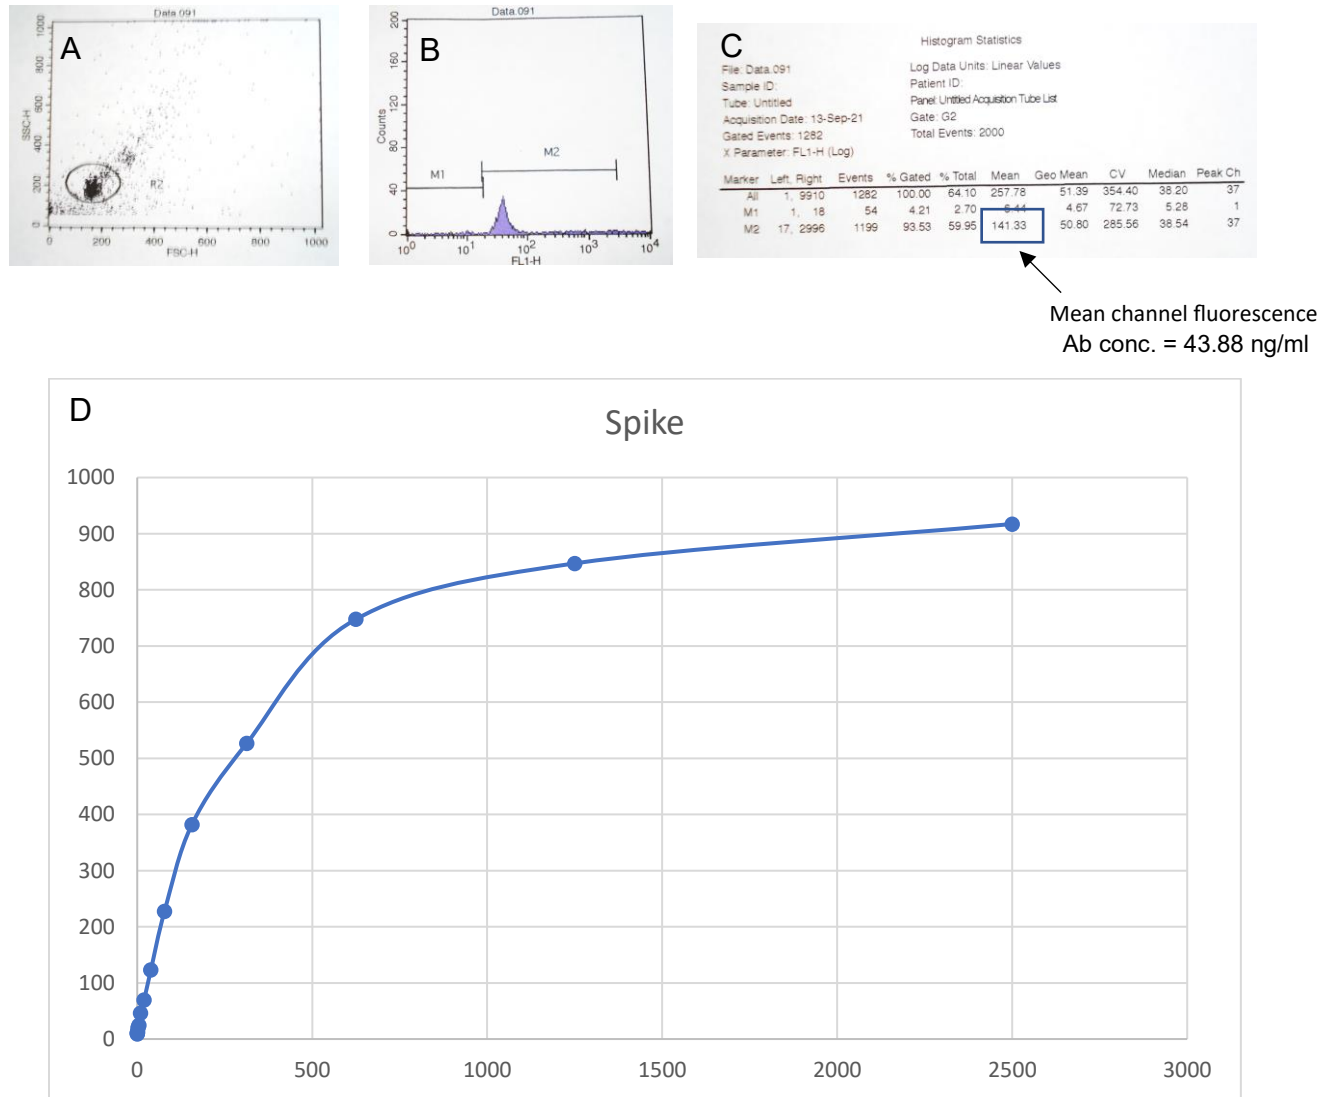 A
Data.091
SSC-H
1000
800
600
400
200
0
R2
0 200 400 600 800 1000
FSC-H
B
Data.091
Counts
200
160
120
80
40
0
M1
M2
10^0 10^1 10^2 10^3 10^4
FL1-H
C
Histogram Statistics
File: Data.091 Log Data Units: Linear Values
Sample ID: Patient ID:
Tube: Untitled Panel: Untitled Acquisition Tube List
Acquisition Date: 13-Sep-21 Gate: G2
Gated Events: 1282 Total Events: 2000
X Parameter: FL1-H (Log)
Marker Left, Right Events % Gated % Total Mean Geo Mean CV Median Peak Ch
All 1, 9910 1282 100.00 64.10 257.78 51.39 354.40 38.20 37
M1 1, 18 54 4.21 2.70 4.67 72.73 5.28 1
M2 17, 2996 1199 93.53 59.95 141.33 50.80 285.56 38.54 37
Mean channel fluorescence
Ab conc. = 43.88 ng/ml
D
Spike
1000
900
800
700
600
500
400
300
200
100
0
0 500 1000 1500 2000 2500 3000